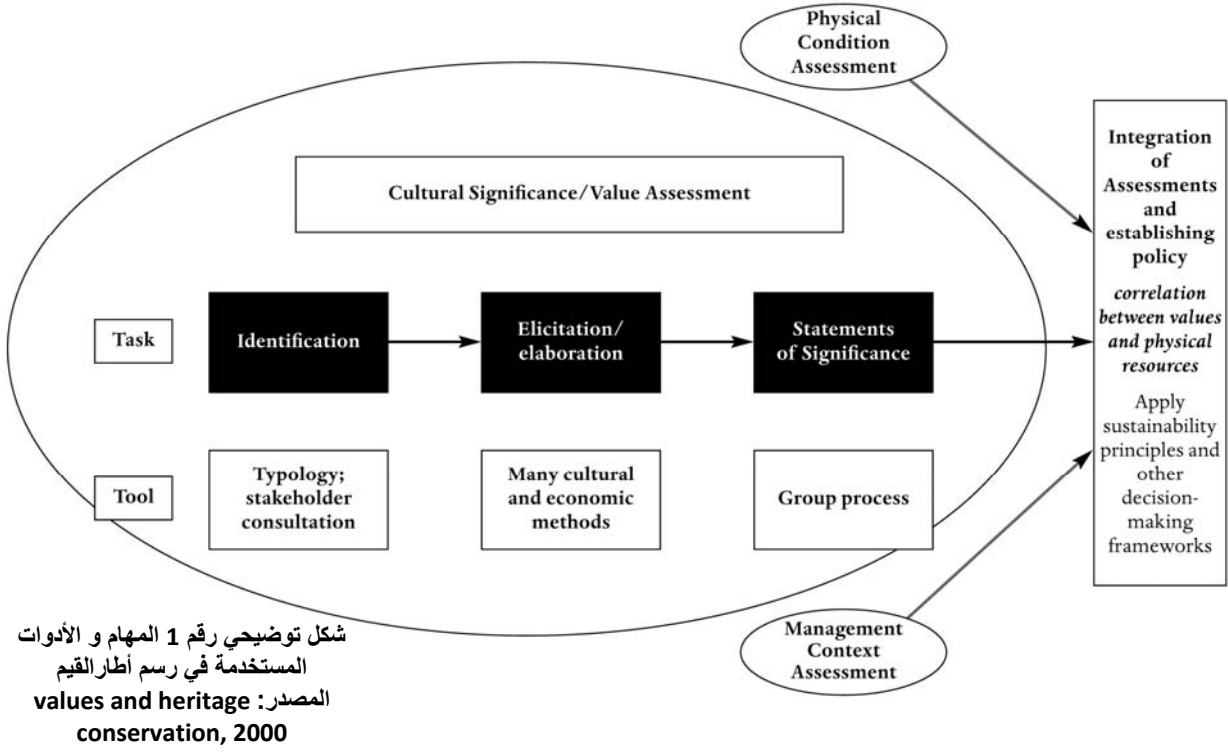 Physical
Condition
Assessment
Cultural Significance/Value Assessment
Task
Identification
Elicitation/
elaboration
Statements
of Significance
Tool
Typology;
stakeholder
consultation
Many cultural
and economic
methods
Group process
Integration
of
Assessments
and
establishing
policy
correlation
between values
and physical
resources
Apply
sustainability
principles and
other
decision-
making
frameworks
Management
Context
Assessment
شكل توضيحي رقم 1 المهام و الأدوات
المستخدمة في رسم أطارالقيم
المصدر: values and heritage
conservation, 2000